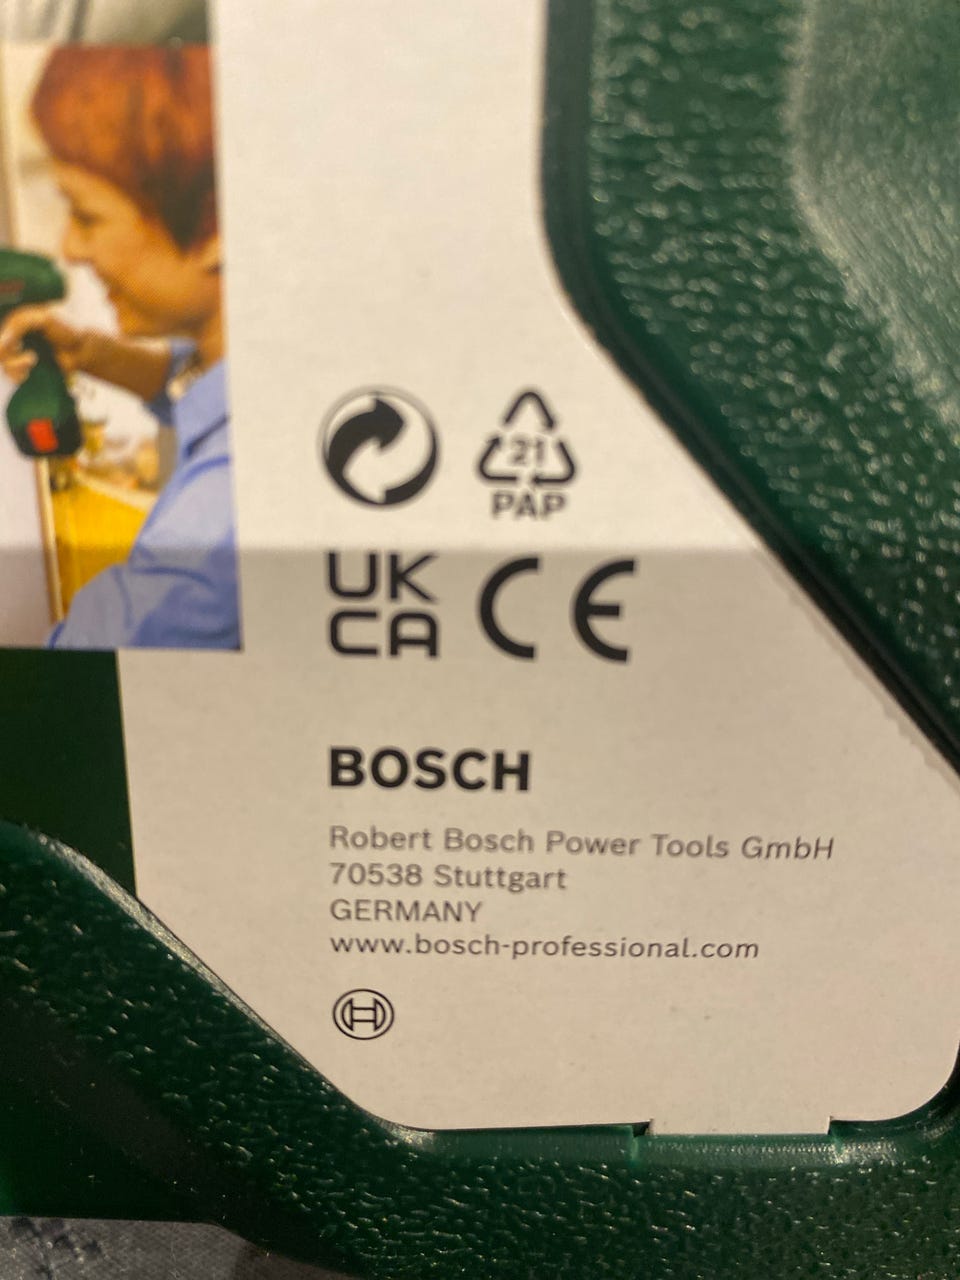 21
PAP
UK
CA CE
BOSCH
Robert Bosch Power Tools GmbH
70538 Stuttgart
GERMANY
www.bosch-professional.com